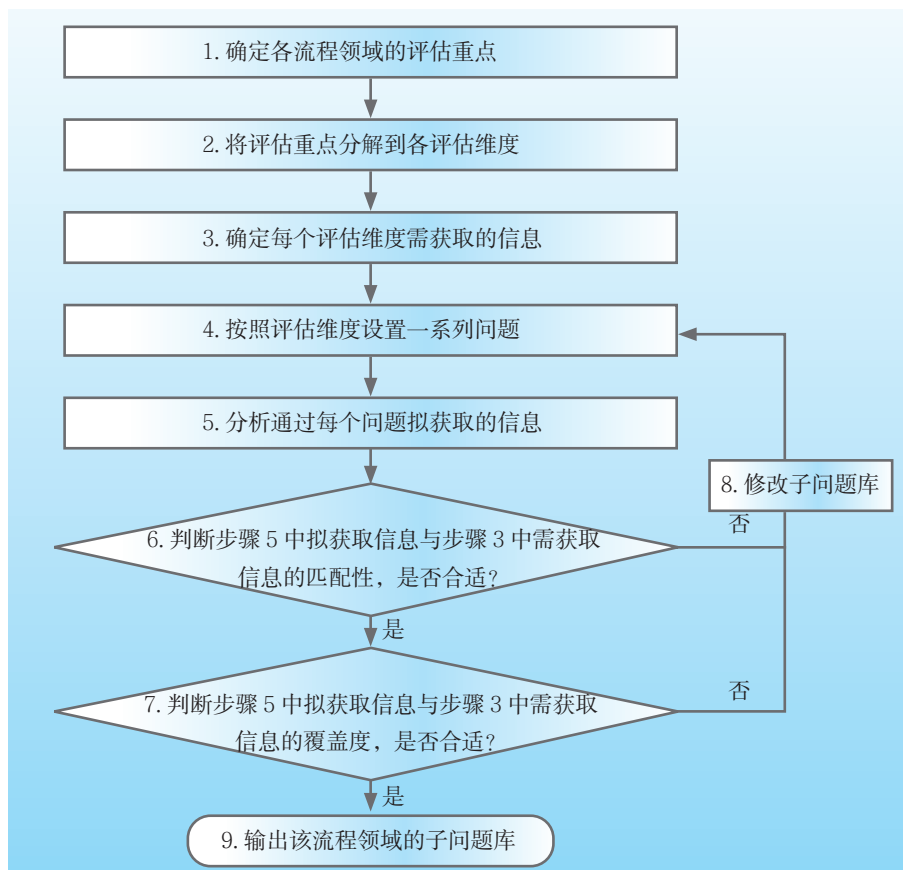 1.确定各流程领域的评估重点
2.将评估重点分解到各评估维度
3.确定每个评估维度需获取的信息
4.按照评估维度设置一系列问题
5.分析通过每个问题拟获取的信息
8.修改子问题库
否
6.判断步骤5中拟获取信息与步骤3中需获取
信息的匹配性，是否合适？
是
否
7.判断步骤5中拟获取信息与步骤3中需获取
信息的覆盖度，是否合适？
是
9.输出该流程领域的子问题库